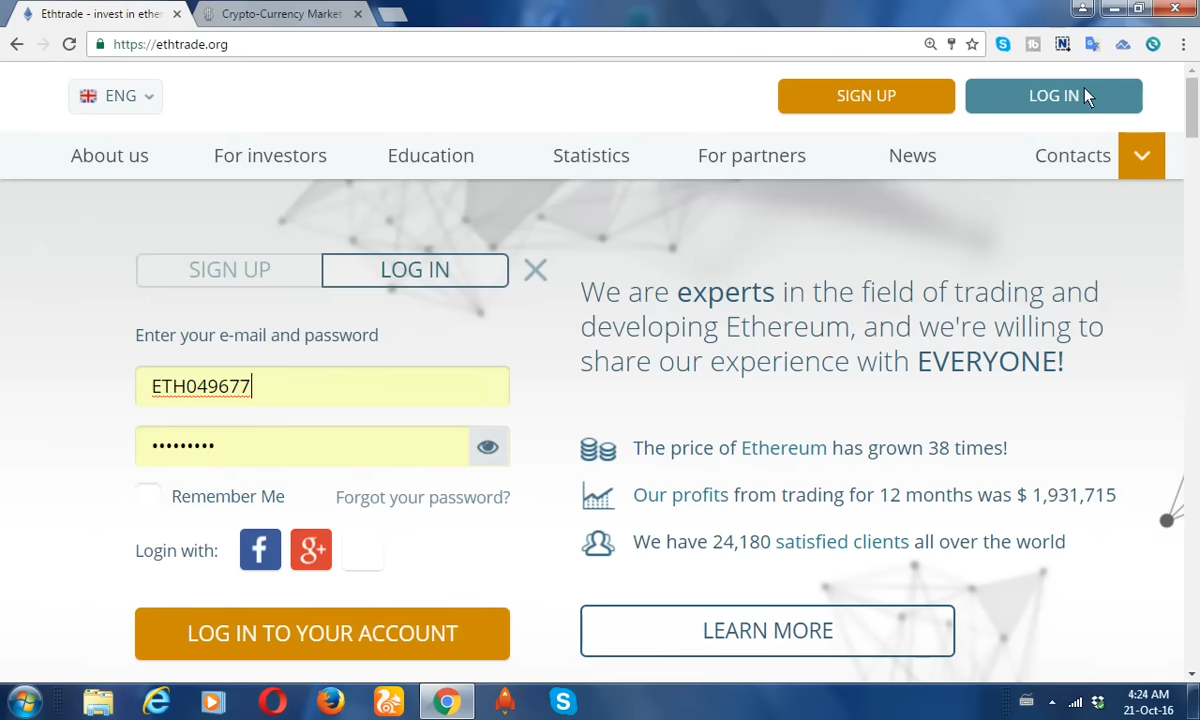 Ethtrade - invest in ether
Crypto-Currency Market
https://ethtrade.org
ENG
SIGN UP
LOG IN
About us
For investors
Education
Statistics
For partners
News
Contacts
SIGN UP
LOG IN
Enter your e-mail and password
ETH049677
•••••••••
Remember Me
Forgot your password?
Login with:
LOG IN TO YOUR ACCOUNT
We are experts in the field of trading and
developing Ethereum, and we're willing to
share our experience with EVERYONE!
The price of Ethereum has grown 38 times!
Our profits from trading for 12 months was $ 1,931,715
We have 24,180 satisfied clients all over the world
LEARN MORE
4:24 AM
21-Oct-16